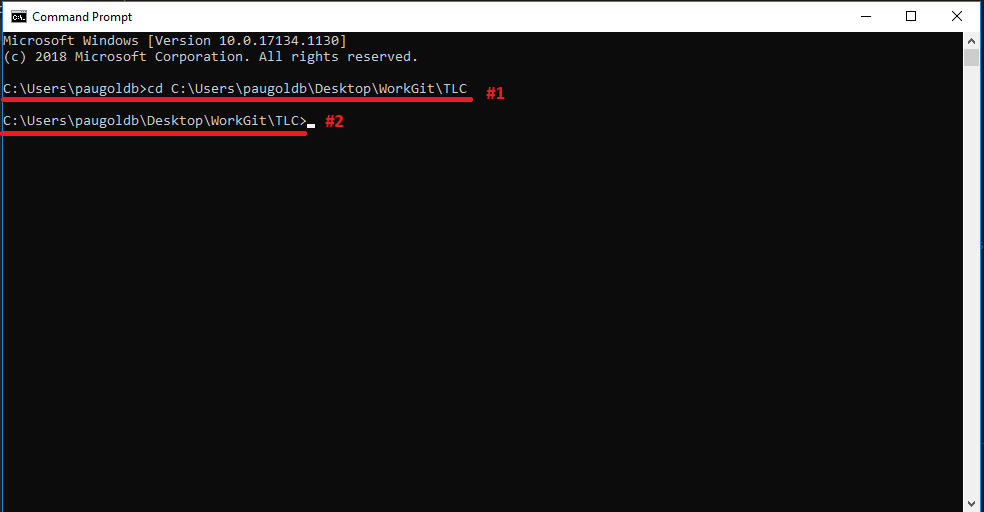 Command Prompt
Microsoft Windows [Version 10.0.17134.1130]
(c) 2018 Microsoft Corporation. All rights reserved.
C:\Users\paugoldb>cd C:\Users\paugoldb\Desktop\WorkGit\TLC #1
C:\Users\paugoldb\Desktop\WorkGit\TLC> #2